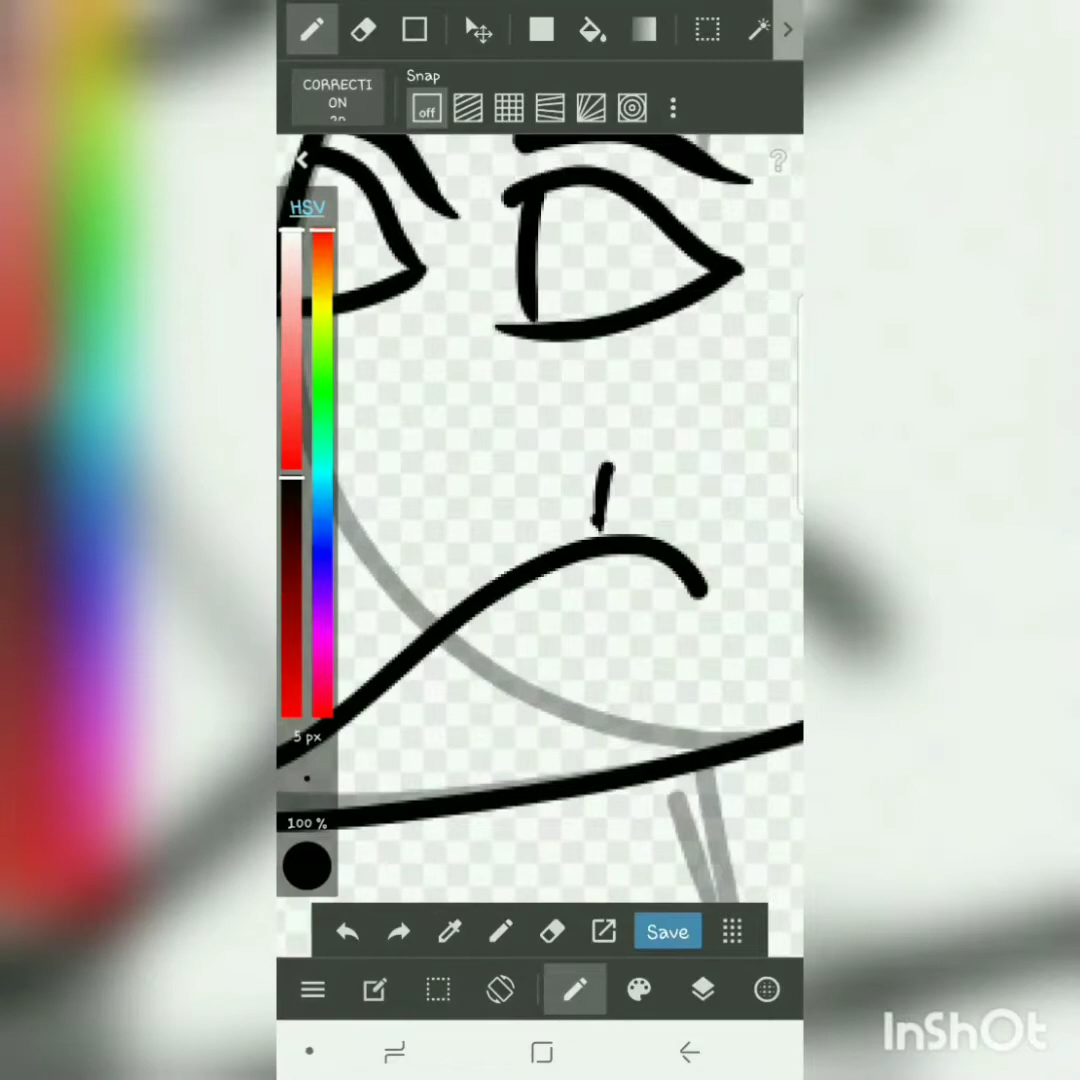 CORRECTI
ON
Snap
off
?
HSV
5 px
100 %
Save
InShOt